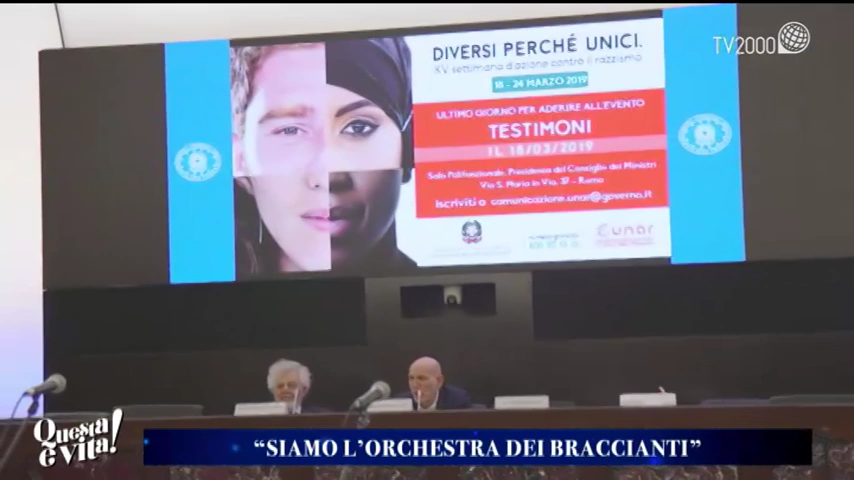 TV2000
DIVERSI PERCHÉ UNICI.
XV settimana d'azione contro il razzismo
18 - 24 MARZO 2019
ULTIMO GIORNO PER ADERIRE ALL'EVENTO
TESTIMONI
IL 18/03/2019
Sala Polifunzionale, Presidenza del Consiglio dei Ministri
Via S. Maria in Via, 37 - Roma
Iscriviti a comunicazione.unar@governo.it
unar
Questa è vita!
“SIAMO L'ORCHESTRA DEI BRACCIANTI”